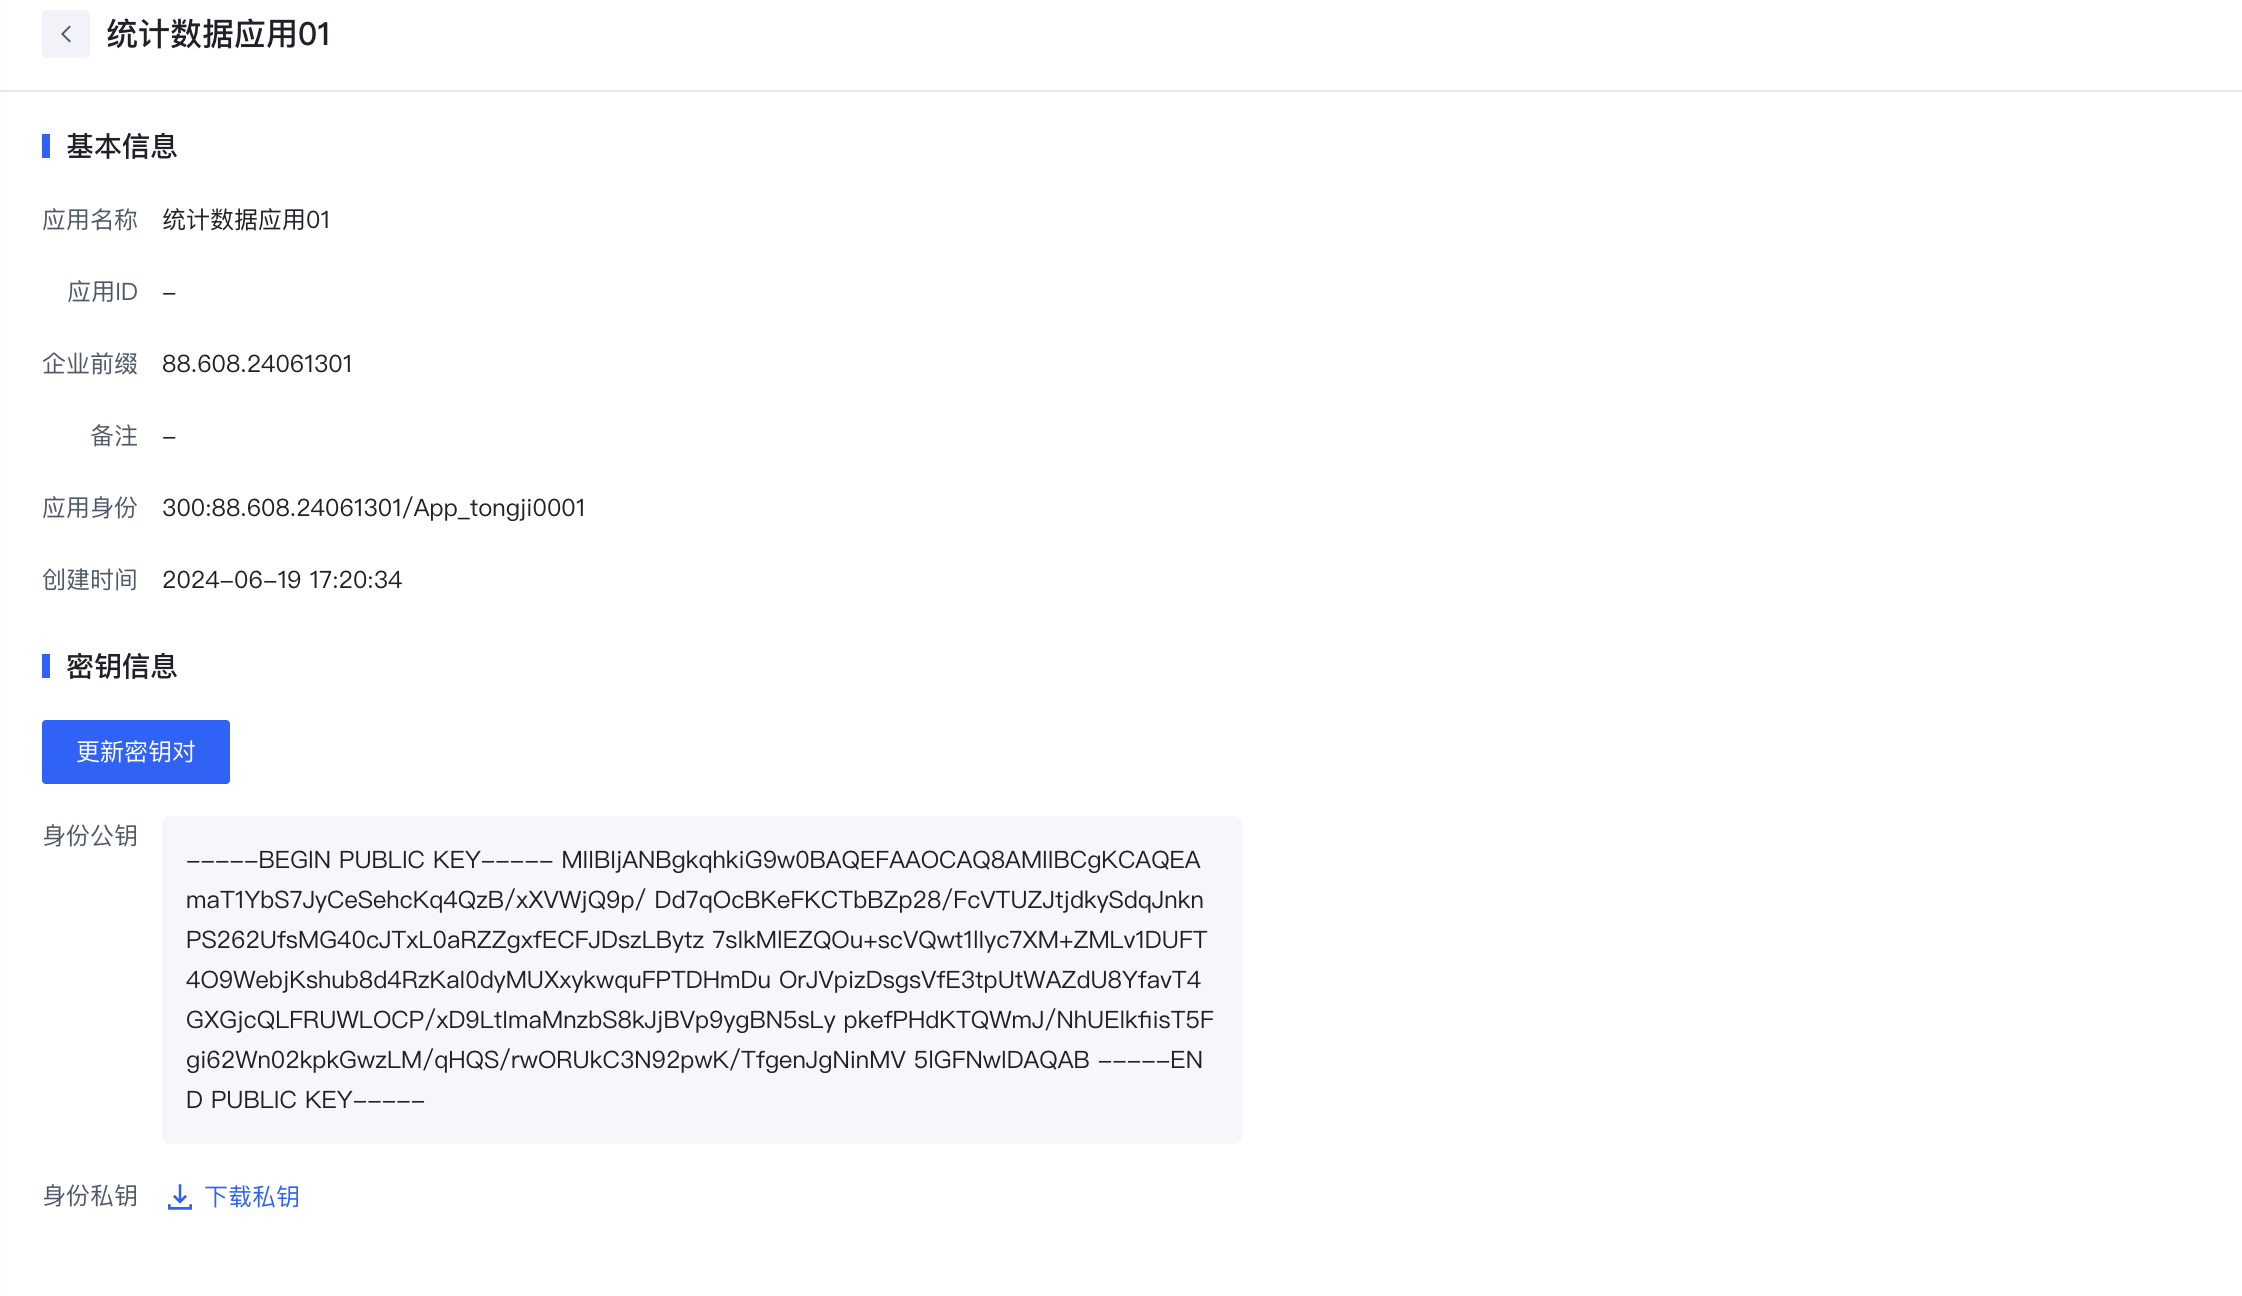 统计数据应用01
基本信息
应用名称 统计数据应用01
应用ID –
企业前缀 88.608.24061301
备注 –
应用身份 300:88.608.24061301/App_tongji0001
创建时间 2024-06-19 17:20:34
密钥信息
更新密钥对
身份公钥
-----BEGIN PUBLIC KEY----- MIIBIjANBgkqhkiG9w0BAQEFAAOCAQ8AMIIBCgKCAQEA
maT1YbS7JyCeSehcKq4QzB/xXVWjQ9p/ Dd7qOcBKeFKCTbBZp28/FcVTUZJtjdkySdqJnkn
PS262UfsMG40cJTxL0aRZZgxfECFJDszLBytz 7slkMIEZQOu+scVQwt1Ilyc7XM+ZMLv1DUFT
4O9WebjKshub8d4RzKaI0dyMUXxykwquFPTDHmDu OrJVpizDsgsVfE3tpUtWAZdU8YfavT4
GXGjcQLFRUWLOCP/xD9LtImaMnzbS8kJjBVp9ygBN5sLy pkefPHdKTQWmJ/NhUElkfiisT5F
gi62Wn02kpkGwzLM/qHQS/rwORUkC3N92pwK/TfgenJgNinMV 5IGFNwIDAQAB -----EN
D PUBLIC KEY-----
身份私钥 下载私钥